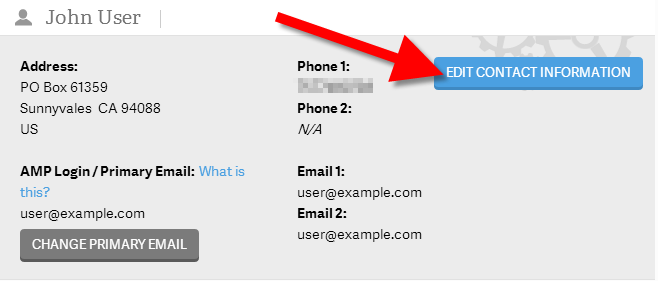 John User
Address:
PO Box 61359
Sunnyvales CA 94088
US
Phone 1:
Phone 2:
N/A
EDIT CONTACT INFORMATION
AMP Login / Primary Email: What is
this?
user@example.com
CHANGE PRIMARY EMAIL
Email 1:
user@example.com
Email 2:
user@example.com